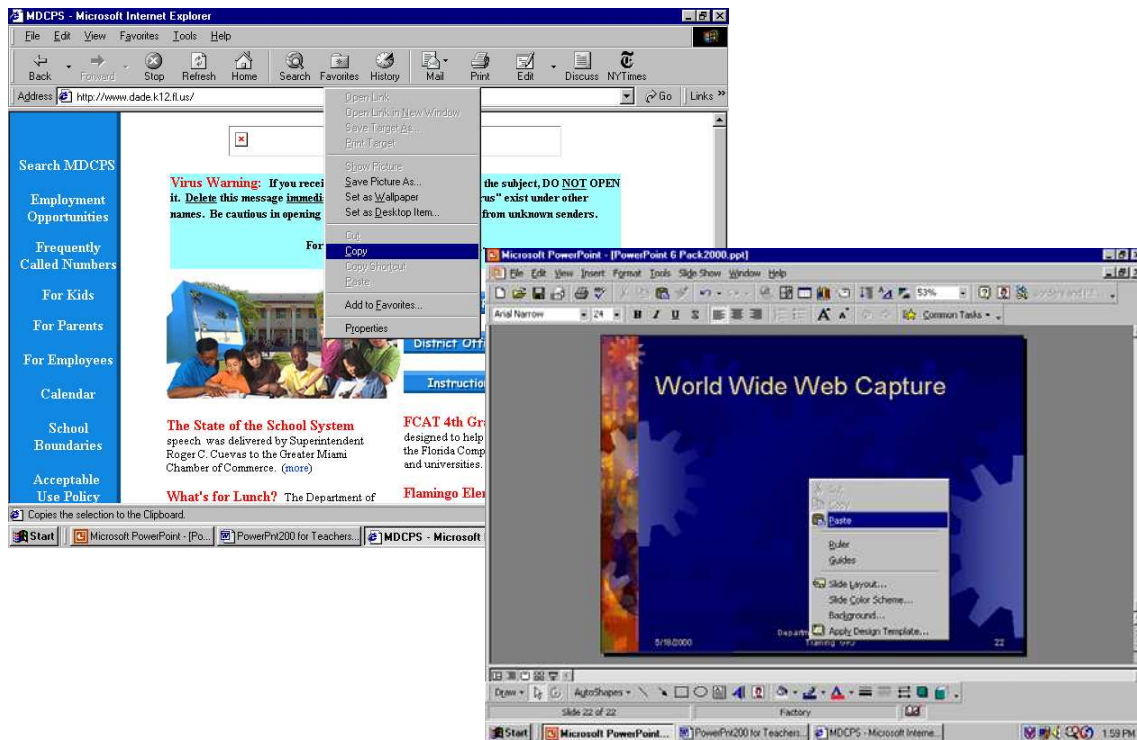 MDCPS - Microsoft Internet Explorer
File Edit View Favorites Tools Help
Back Forward Stop Refresh Home Search Favorites History Mail Print Edit Discuss NYTimes
Address http://www.dade.k12.fl.us/ Go Links »
Search MDCPS
Employment
Opportunities
Frequently
Called Numbers
For Kids
For Parents
For Employees
Calendar
School
Boundaries
Acceptable
Use Policy
Virus Warning: If you recei
the subject, DO NOT OPEN
it. Delete this message immedi
rus" exist under other
names. Be cautious in opening
from unknown senders.
For
Open Link
Open Link in New Window
Save Target As...
Print Target
Show Picture
Save Picture As...
Set as Wallpaper
Set as Desktop Item...
Cut
Copy
Copy Shortcut
Paste
Add to Favorites...
Properties
District Offi
Instructio
The State of the School System
speech was delivered by Superintendent
Roger C. Cuevas to the Greater Miami
Chamber of Commerce. (more)
What's for Lunch? The Department of
FCAT 4th Gr
designed to help
the Florida Comp
and universities.
Flamingo Ele
Copies the selection to the Clipboard.
Start Microsoft PowerPoint - [Po... PowerPnt200 for Teachers... MDCPS - Microsoft
Microsoft PowerPoint - [PowerPoint 6 Pack2000.ppt]
File Edit View Insert Format Tools Slide Show Window Help
53%
Arial Narrow 24 B I U S A A Common Tasks
World Wide Web Capture
Cut
Copy
Paste
Ruler
Guides
Slide Layout...
Slide Color Scheme...
Background...
Apply Design Template...
5/18/2000
Departm
Training
22
Draw AutoShapes
Slide 22 of 22 Factory
Start Microsoft PowerPoint... PowerPnt200 for Teachers... MDCPS - Microsoft Interne... 1:59 PM